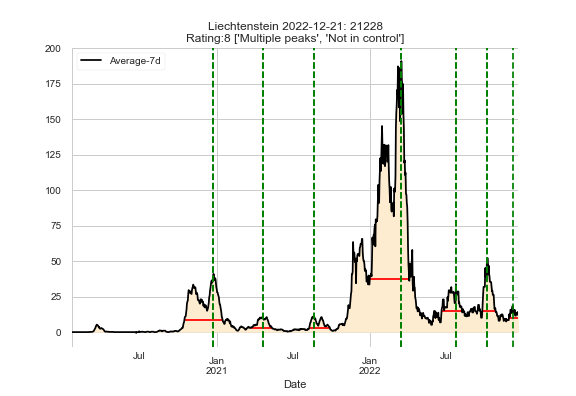 Liechtenstein 2022-12-21: 21228
Rating:8 ['Multiple peaks', 'Not in control']
Average-7d
200
175
150
125
100
75
50
25
0
Jul
Jan
2021
Jul
Jan
2022
Jul
Date